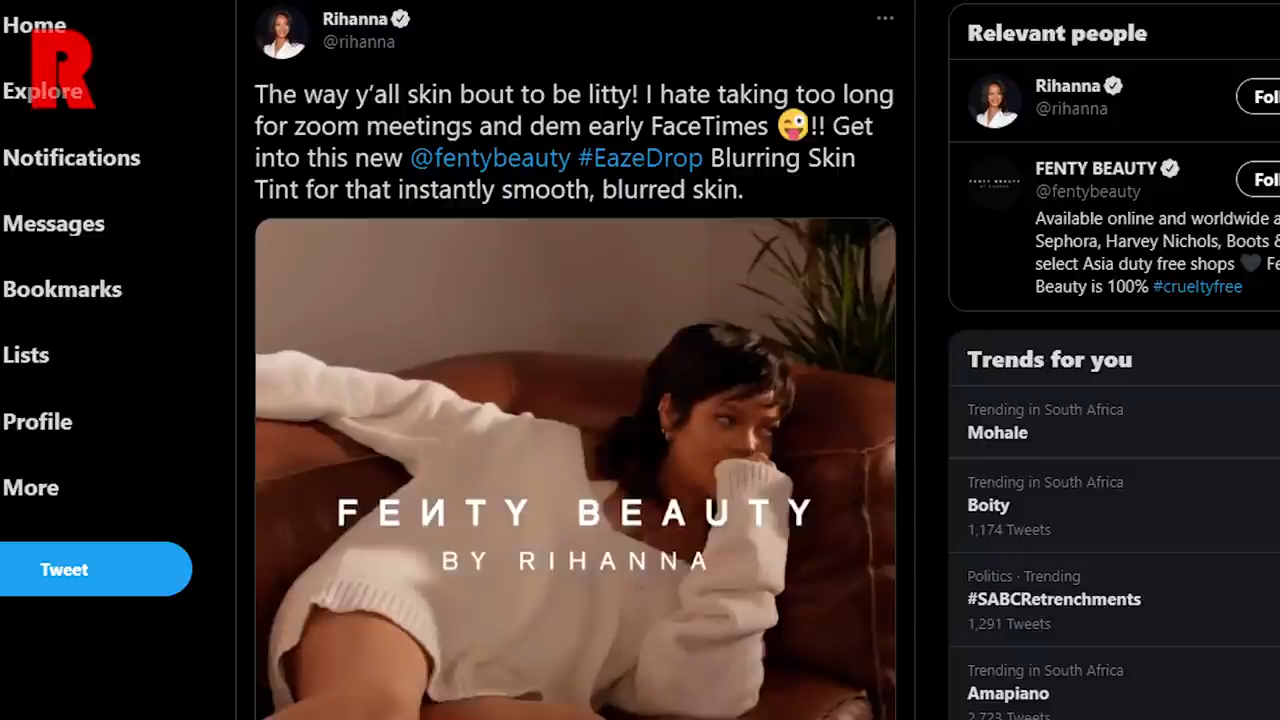 Home
R
Explore
Notifications
Messages
Bookmarks
Lists
Profile
More
Tweet
Rihanna
@rihanna
The way y’all skin bout to be litty! I hate taking too long
for zoom meetings and dem early FaceTimes 😜!! Get
into this new @fentybeauty #EazeDrop Blurring Skin
Tint for that instantly smooth, blurred skin.
FENTY BEAUTY
BY RIHANNA
Relevant people
Rihanna
@rihanna
FENTY BEAUTY
@fentybeauty
Available online and worldwide
Sephora, Harvey Nichols, Boots &
select Asia duty free shops 🖤
Beauty is 100% #crueltyfree
Trends for you
Trending in South Africa
Mohale
Trending in South Africa
Boity
1,174 Tweets
Politics · Trending
#SABCRetrenchments
1,291 Tweets
Trending in South Africa
Amapiano
2,723 Tweets